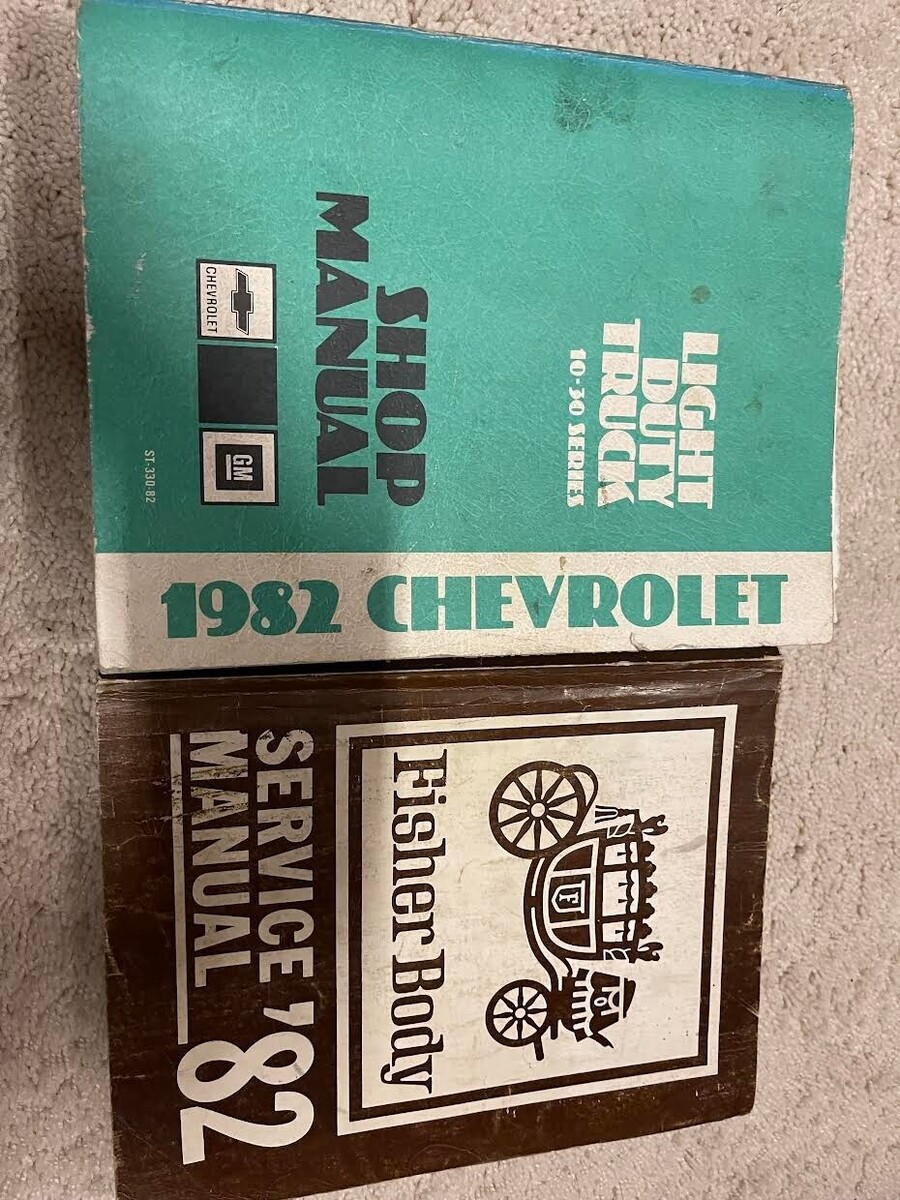 LIGHT
DUTY
TRUCK
10-30 SERIES
SHOP
MANUAL
CHEVROLET
GM
ST-330-82
1982 CHEVROLET
F
Fisher Body
SERVICE '82
MANUAL